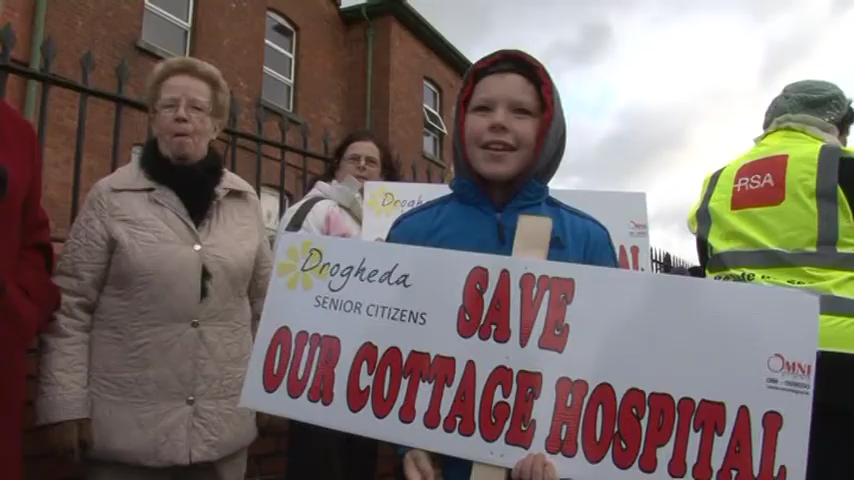 RSA
Drogheda
SENIOR CITIZENS
SAVE
OUR COTTAGE HOSPITAL
OMNI